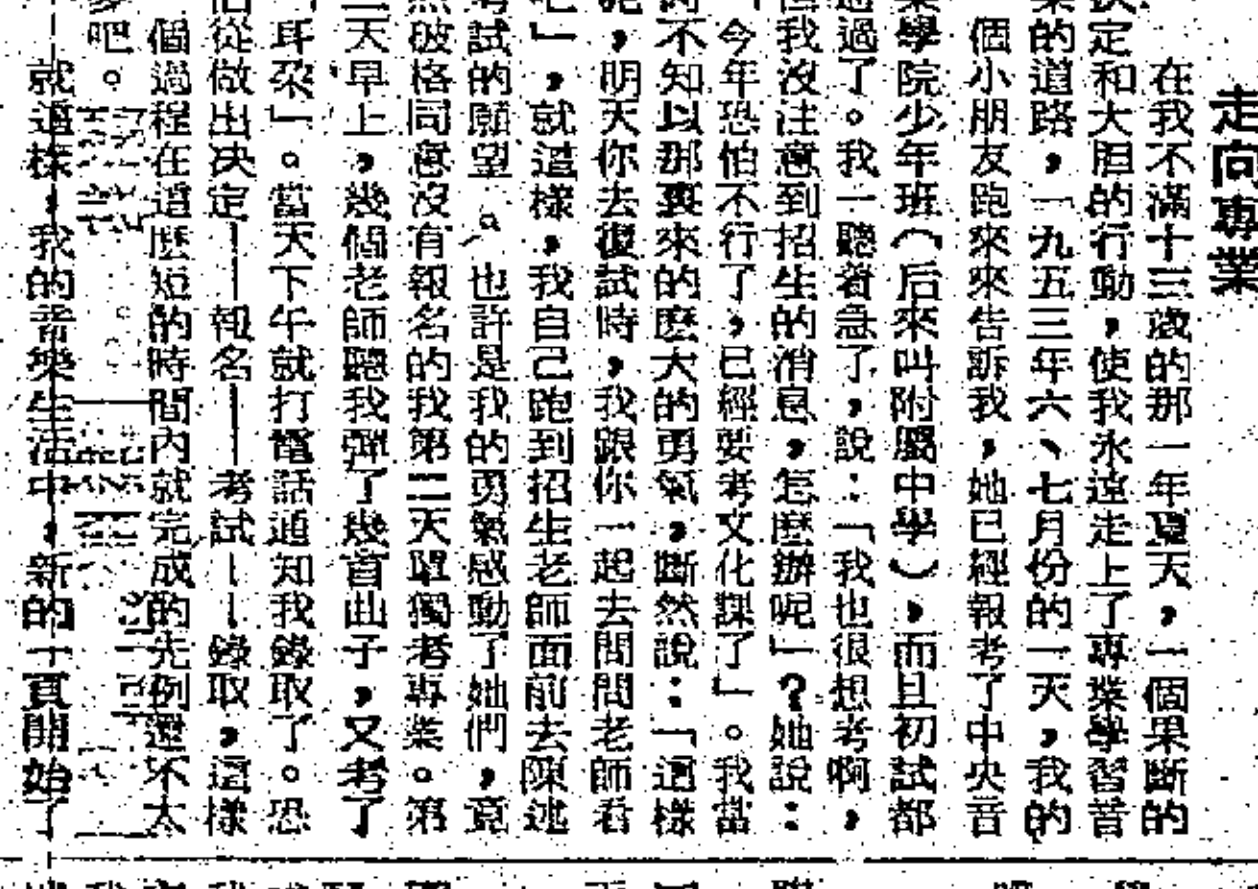 走向專業
在我不滿十三歲的那一年夏天，一個果斷的
决定和大胆的行動，使我永遠走上了專業學習音
樂的道路，一九五三年六、七月份的一天，我的
個小朋友跑來來告訴我，她已經報考了中央音
樂學院少年班（后來叫附屬中學），而且初試都
通過了。我一聽着急了，說：「我也很想考啊，
但我沒注意到招生的消息，怎麽辦呢」？她說：
「今年恐怕不行了，已經要考文化課了」。我當
時不知以那裏來的麽大的勇氣，斷然說：「這樣
吧，明天你去復試時，我跟你一起去問問老師看
吧」，就這樣，我自己跑到招生老師面前去陳述
考試的願望。也許是我的勇氣感動了她們，竟
然破格同意沒有報名的我第二天單獨考專業。第
二天早上，幾個老師聽我彈了幾首曲子，又考了
「耳朵」。當天下午就打電話通知我錄取了。恐
怕從做出决定——報名——考試——錄取，這樣
個過程在這麽短的時間內就完成的先例還不太
多吧。
就這樣，我的音樂生活中，新的一頁開始了